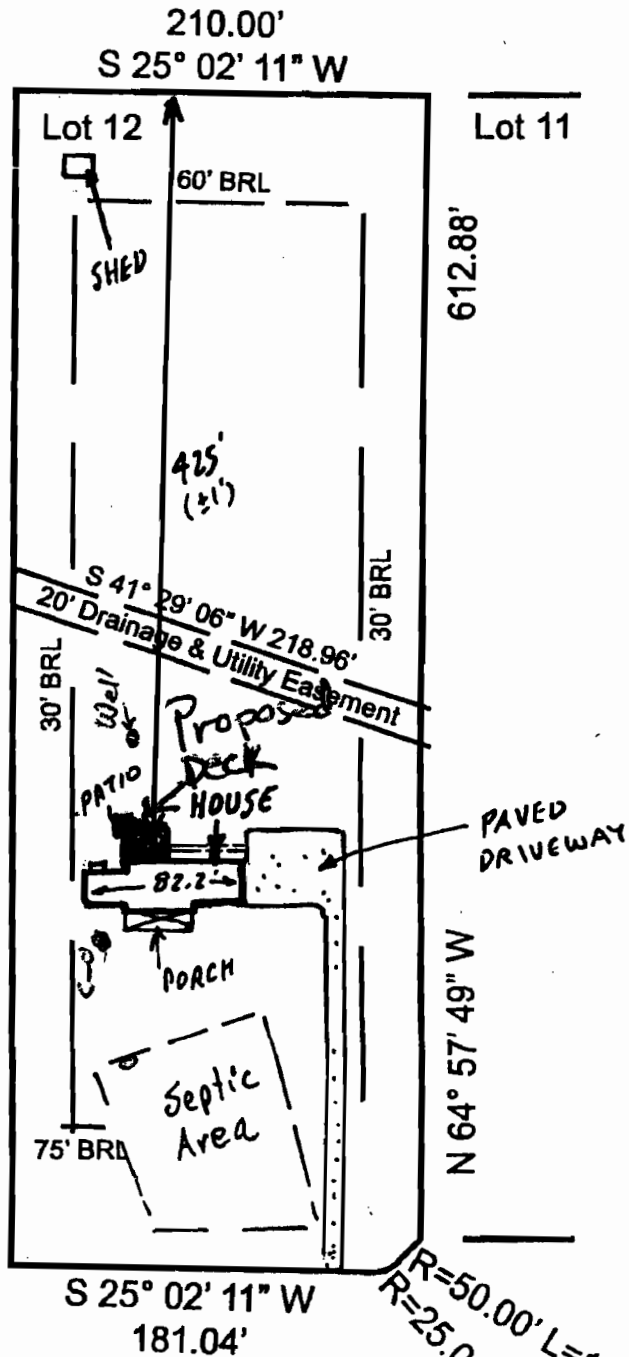 210.00'
S 25° 02' 11" W
Lot 12
Lot 11
60' BRL
SHED
612.88'
425'
(±1')
S 41° 29' 06" W 218.96'
20' Drainage & Utility Easement
30' BRL
30' BRL
Well
Proposed
Deck
PATIO
HOUSE
PAVED
DRIVEWAY
82.2'
PORCH
N 64° 57' 49" W
Septic
Area
75' BRL
S 25° 02' 11" W
181.04'
R=50.00' L=
R=25.0